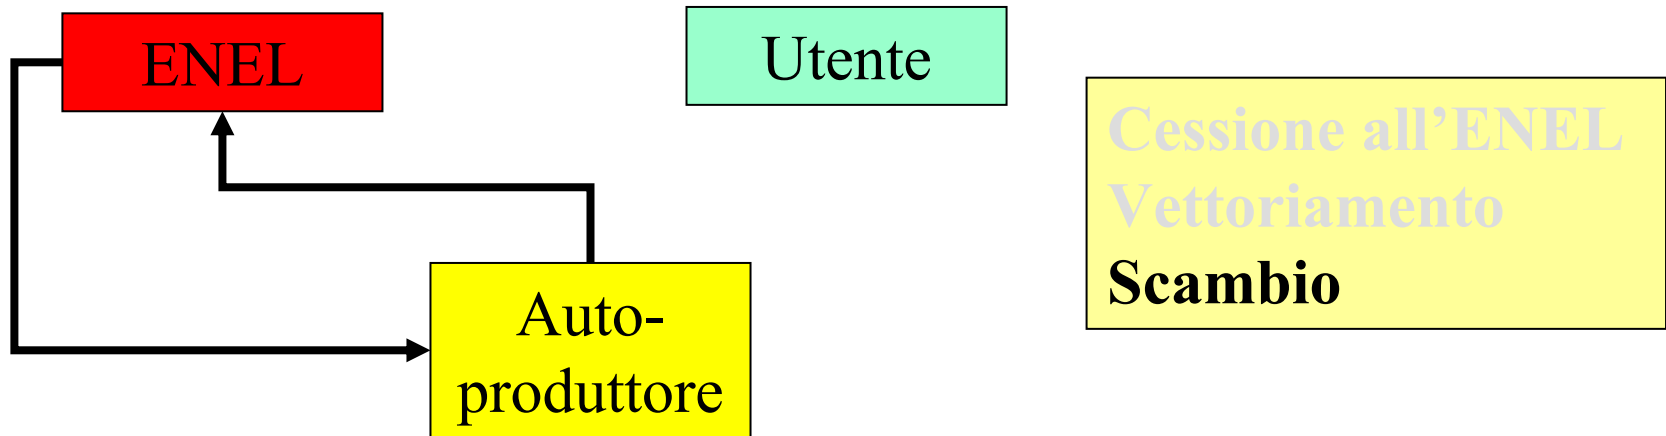 ENEL
Utente
Cessione all’ENEL
Vettoriamento
Scambio
Auto-
produttore